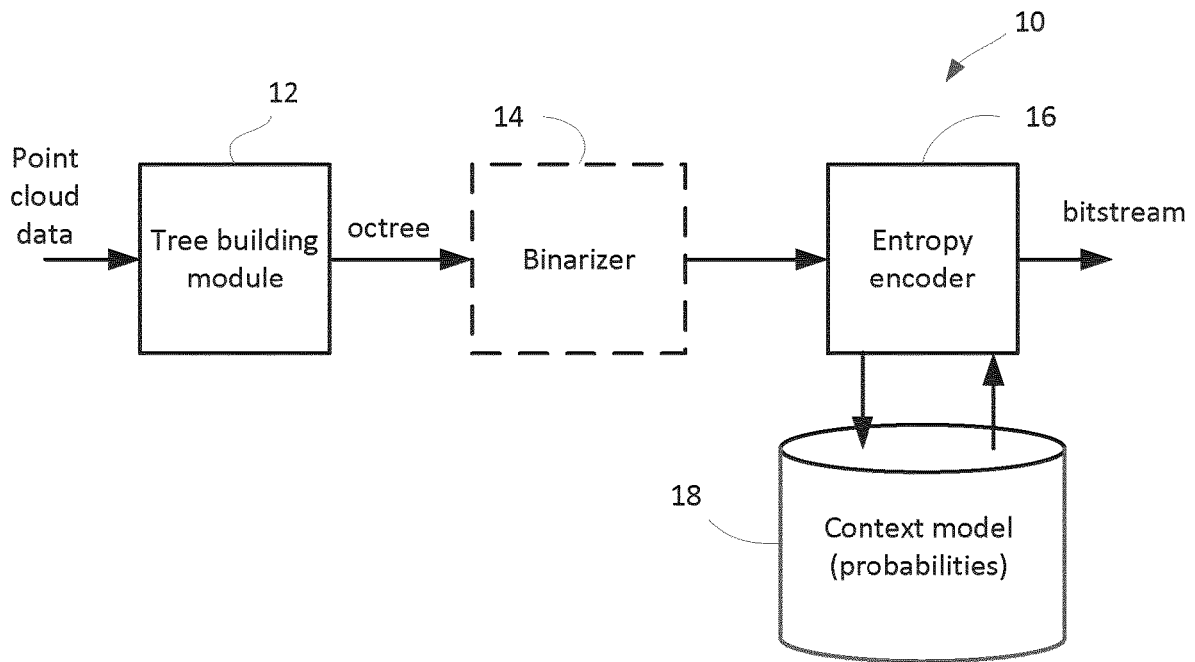 10
12
14
16
Point
cloud
data
Tree building
module
octree
Binarizer
Entropy
encoder
bitstream
18
Context model
(probabilities)